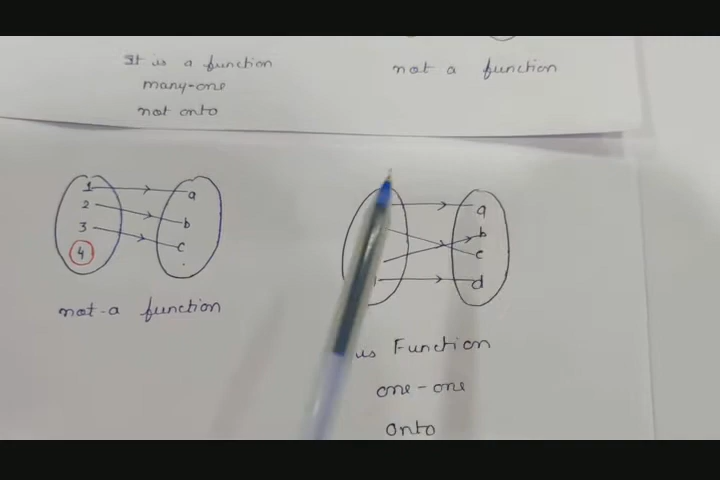 It is a function
many-one
not onto
not a function
1
2
3
4
a
b
c
not a function
a
b
c
d
is Function
one-one
onto